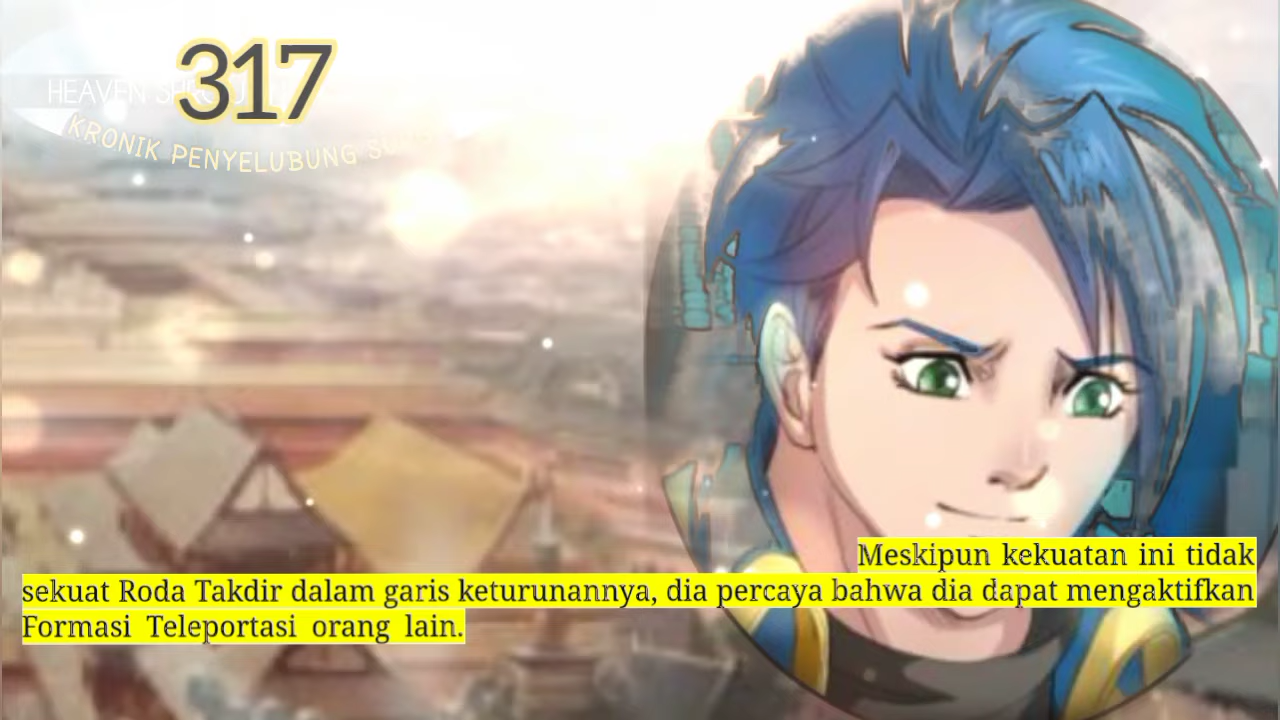 317
HEAVEN
KRONIK PENYELUBUNG
Meskipun kekuatan ini tidak
sekuat Roda Takdir dalam garis keturunannya, dia percaya bahwa dia dapat mengaktifkan
Formasi Teleportasi orang lain.